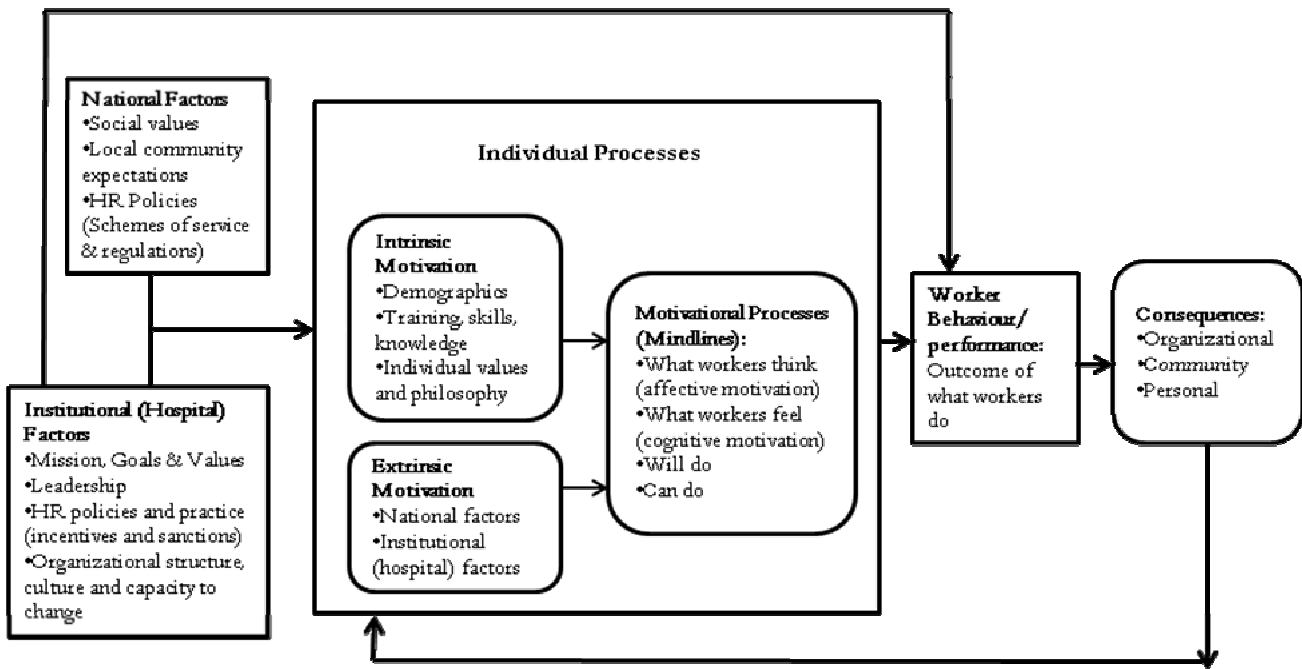 National Factors
•Social values
•Local community
expectations
•HR Policies
(Schemes of service
& regulations)
Institutional (Hospital)
Factors
•Mission, Goals & Values
•Leadership
•HR policies and practice
(incentives and sanctions)
•Organizational structure,
culture and capacity to
change
Individual Processes
Intrinsic
Motivation
•Demographics
•Training, skills,
knowledge
•Individual values
and philosophy
Extrinsic
Motivation
•National factors
•Institutional
(hospital) factors
Motivational Processes
(Mindlines):
•What workers think
(affective motivation)
•What workers feel
(cognitive motivation)
•Will do
•Can do
Worker
Behaviour/
performance:
Outcome of
what workers
do
Consequences:
•Organizational
•Community
•Personal